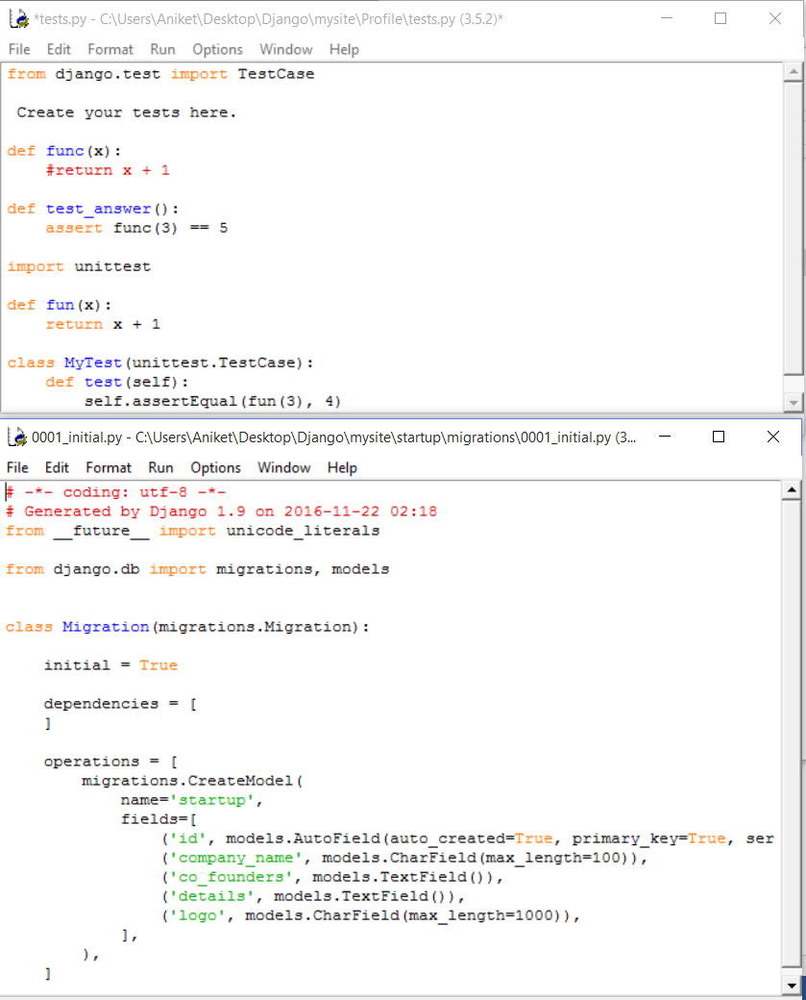 *tests.py - C:\Users\Aniket\Desktop\Django\mysite\Profile\tests.py (3.5.2)*
File Edit Format Run Options Window Help
from django.test import TestCase
 Create your tests here.
def func(x):
    #return x + 1
def test_answer():
    assert func(3) == 5
import unittest
def fun(x):
    return x + 1
class MyTest(unittest.TestCase):
    def test(self):
        self.assertEqual(fun(3), 4)
0001_initial.py - C:\Users\Aniket\Desktop\Django\mysite\startup\migrations\0001_initial.py (3...
File Edit Format Run Options Window Help
# -*- coding: utf-8 -*-
# Generated by Django 1.9 on 2016-11-22 02:18
from __future__ import unicode_literals
from django.db import migrations, models
class Migration(migrations.Migration):
    initial = True
    dependencies = [
    ]
    operations = [
        migrations.CreateModel(
            name='startup',
            fields=[
                ('id', models.AutoField(auto_created=True, primary_key=True, ser
                ('company_name', models.CharField(max_length=100)),
                ('co_founders', models.TextField()),
                ('details', models.TextField()),
                ('logo', models.CharField(max_length=1000)),
            ],
        ),
    ]